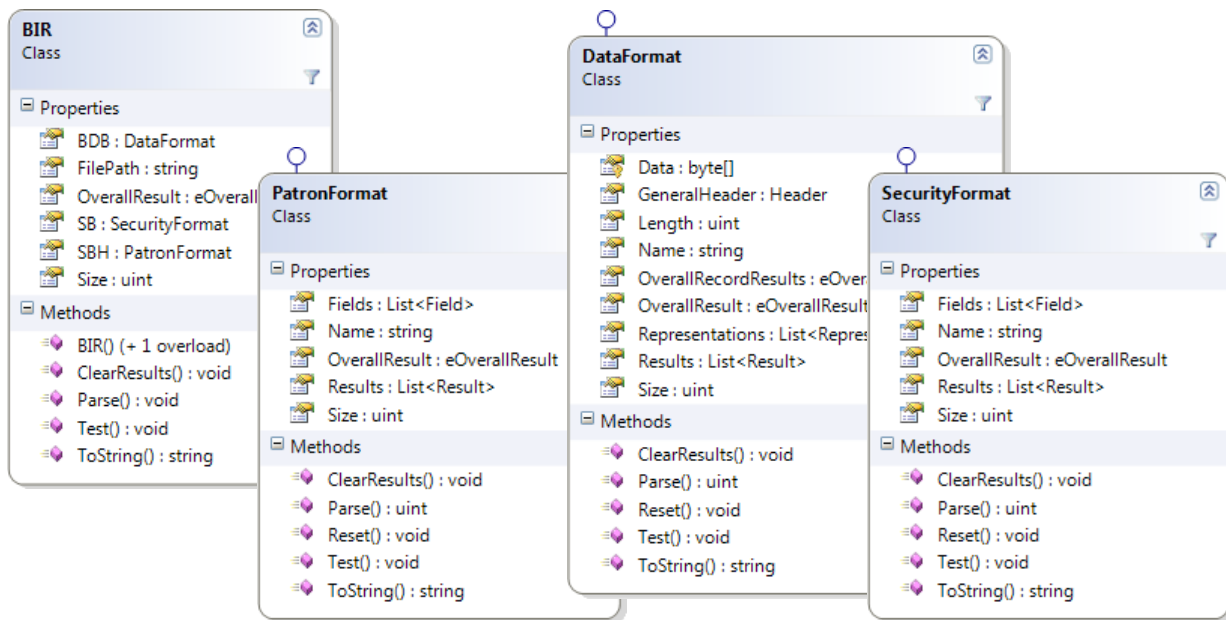 BIR
Class
Properties
BDB : DataFormat
FilePath : string
OverallResult : eOverall
SB : SecurityFormat
SBH : PatronFormat
Size : uint
Methods
BIR() (+ 1 overload)
ClearResults() : void
Parse() : void
Test() : void
ToString() : string
PatronFormat
Class
Properties
Fields : List<Field>
Name : string
OverallResult : eOverallResult
Results : List<Result>
Size : uint
Methods
ClearResults() : void
Parse() : uint
Reset() : void
Test() : void
ToString() : string
DataFormat
Class
Properties
Data : byte[]
GeneralHeader : Header
Length : uint
Name : string
OverallRecordResults : eOvera
OverallResult : eOverallResult
Representations : List<Repres
Results : List<Result>
Size : uint
Methods
ClearResults() : void
Parse() : uint
Reset() : void
Test() : void
ToString() : string
SecurityFormat
Class
Properties
Fields : List<Field>
Name : string
OverallResult : eOverallResult
Results : List<Result>
Size : uint
Methods
ClearResults() : void
Parse() : uint
Reset() : void
Test() : void
ToString() : string